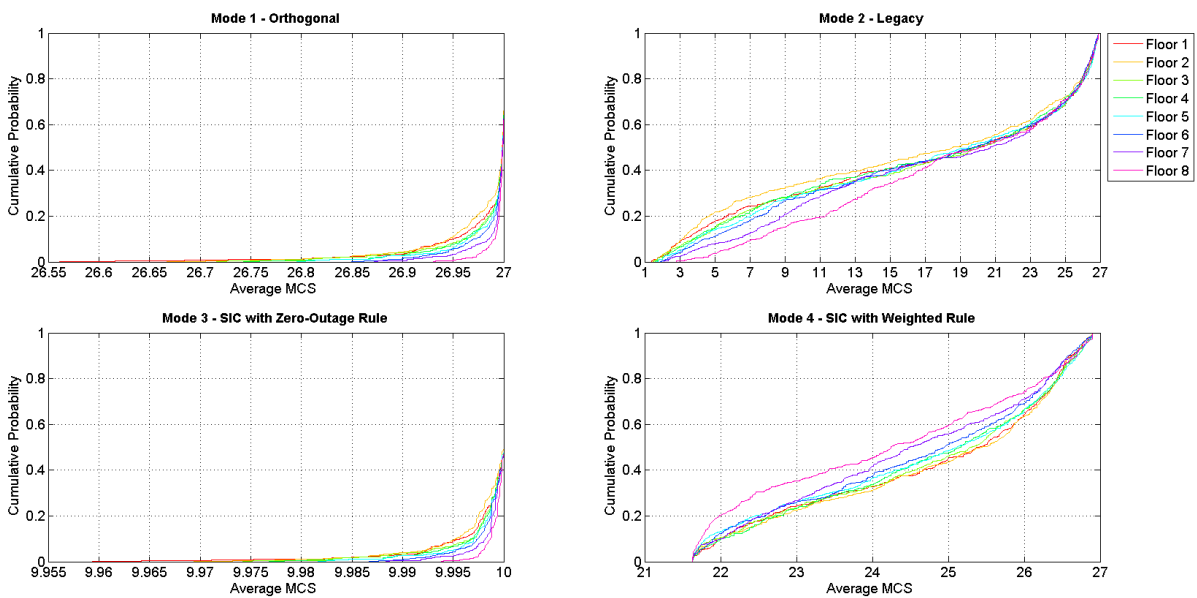 Mode 1 - Orthogonal
Cumulative Probability
1
0.8
0.6
0.4
0.2
0
26.55 26.6 26.65 26.7 26.75 26.8 26.85 26.9 26.95 27
Average MCS
Mode 2 - Legacy
Cumulative Probability
1
0.8
0.6
0.4
0.2
0
1 3 5 7 9 11 13 15 17 19 21 23 25 27
Average MCS
Floor 1
Floor 2
Floor 3
Floor 4
Floor 5
Floor 6
Floor 7
Floor 8
Mode 3 - SIC with Zero-Outage Rule
Cumulative Probability
1
0.8
0.6
0.4
0.2
0
9.955 9.96 9.965 9.97 9.975 9.98 9.985 9.99 9.995 10
Average MCS
Mode 4 - SIC with Weighted Rule
Cumulative Probability
1
0.8
0.6
0.4
0.2
0
21 22 23 24 25 26 27
Average MCS